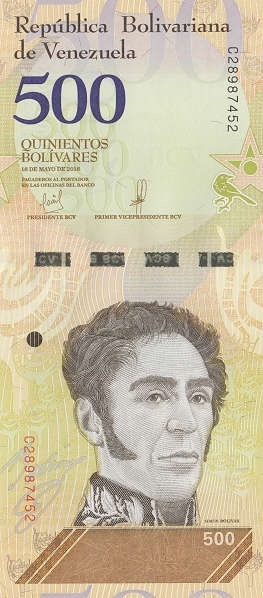 República Bolivariana
de Venezuela
500
QUINIENTOS
BOLÍVARES
18 DE MAYO DE 2018
PAGADEROS AL PORTADOR
EN LAS OFICINAS DEL BANCO
PRESIDENTE BCV PRIMER VICEPRESIDENTE BCV
C28987452
BCV
C28987452
SIMÓN BOLÍVAR
500